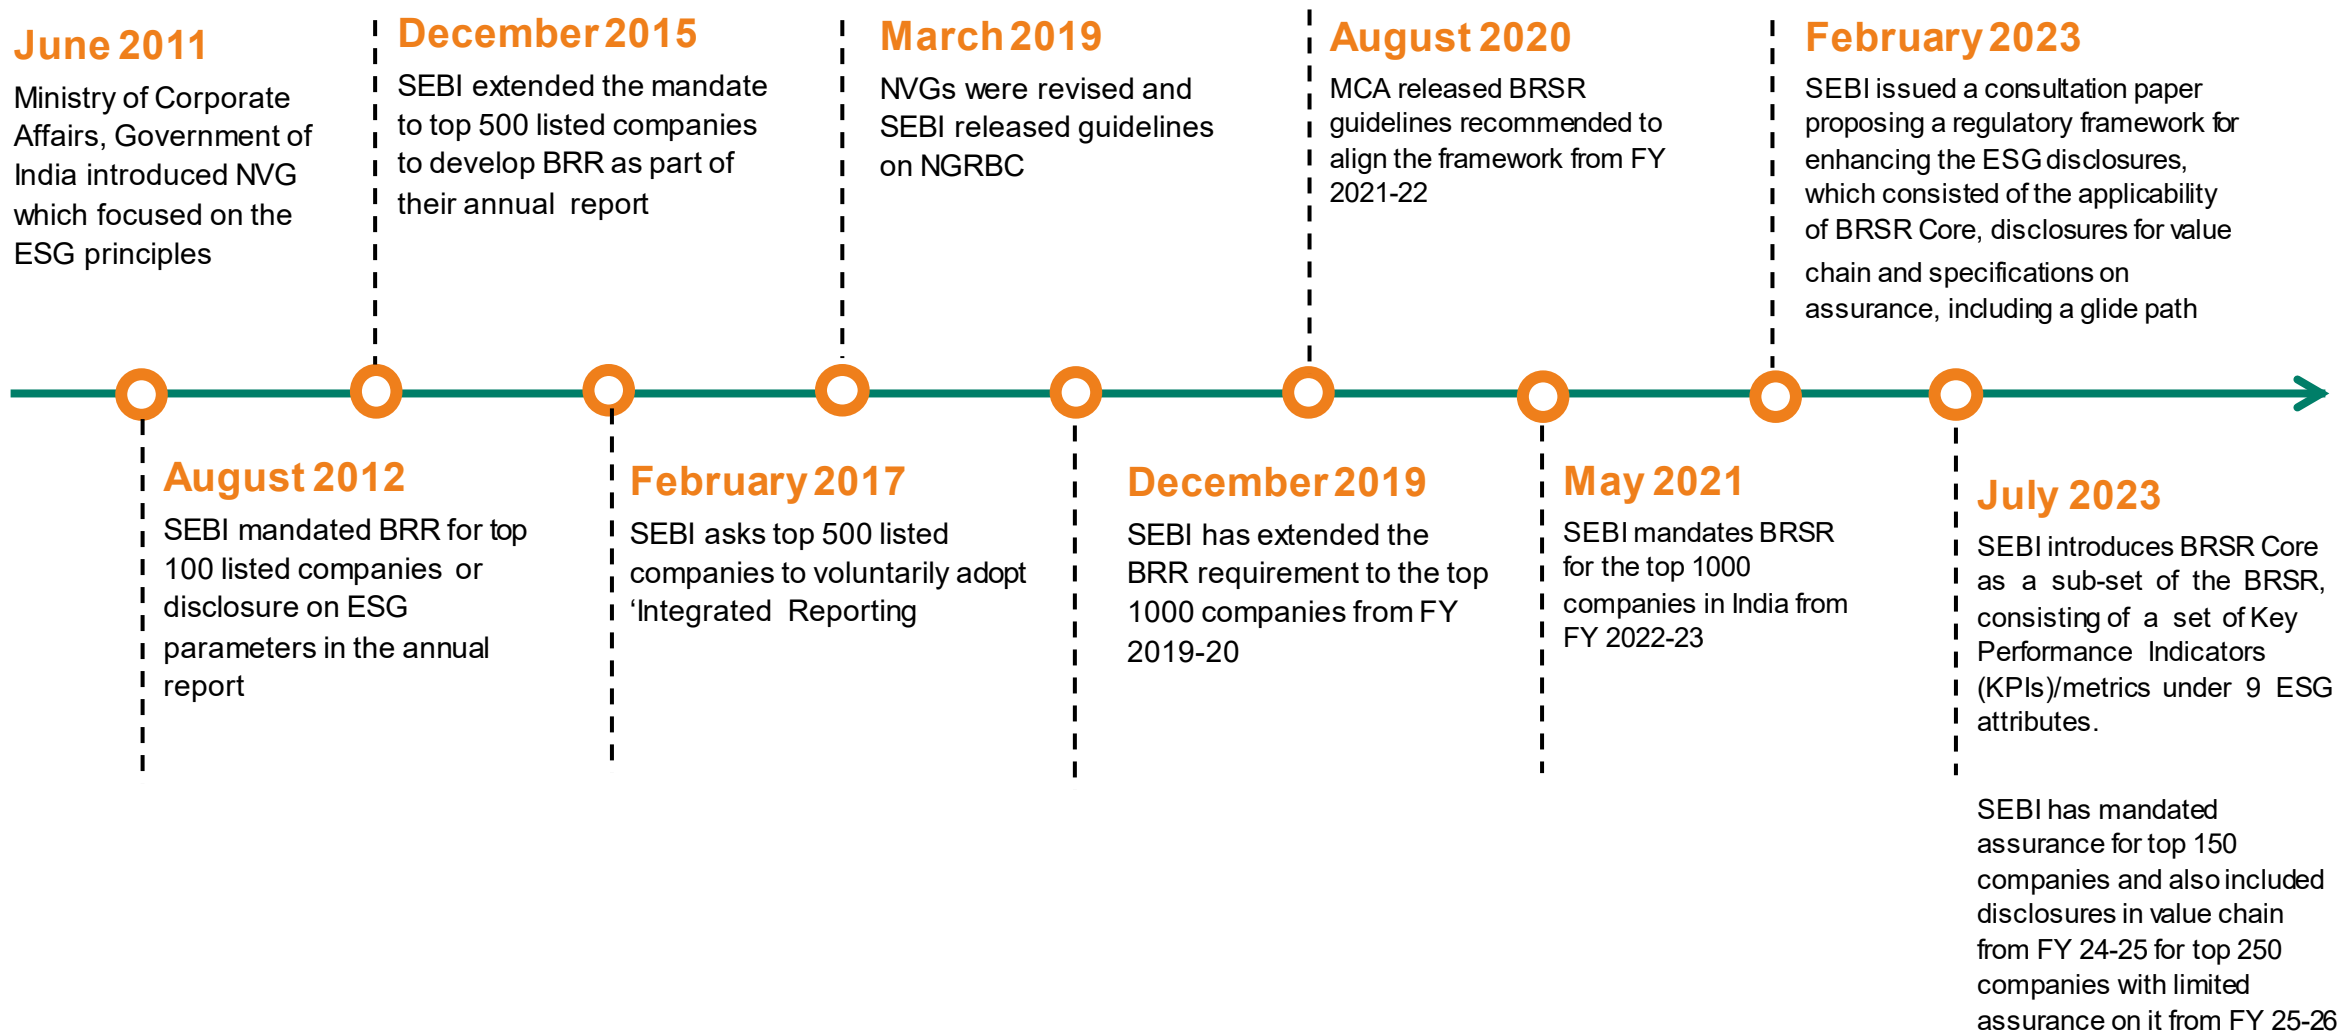 June 2011
Ministry of Corporate
Affairs, Government of
India introduced NVG
which focused on the
ESG principles
August 2012
SEBI mandated BRR for top
100 listed companies or
disclosure on ESG
parameters in the annual
report
December 2015
SEBI extended the mandate
to top 500 listed companies
to develop BRR as part of
their annual report
February 2017
SEBI asks top 500 listed
companies to voluntarily adopt
‘Integrated Reporting
March 2019
NVGs were revised and
SEBI released guidelines
on NGRBC
December 2019
SEBI has extended the
BRR requirement to the top
1000 companies from FY
2019-20
August 2020
MCA released BRSR
guidelines recommended to
align the framework from FY
2021-22
May 2021
SEBI mandates BRSR
for the top 1000
companies in India from
FY 2022-23
February 2023
SEBI issued a consultation paper
proposing a regulatory framework for
enhancing the ESG disclosures,
which consisted of the applicability
of BRSR Core, disclosures for value
chain and specifications on
assurance, including a glide path
July 2023
SEBI introduces BRSR Core
as a sub-set of the BRSR,
consisting of a set of Key
Performance Indicators
(KPIs)/metrics under 9 ESG
attributes.
SEBI has mandated
assurance for top 150
companies and also included
disclosures in value chain
from FY 24-25 for top 250
companies with limited
assurance on it from FY 25-26